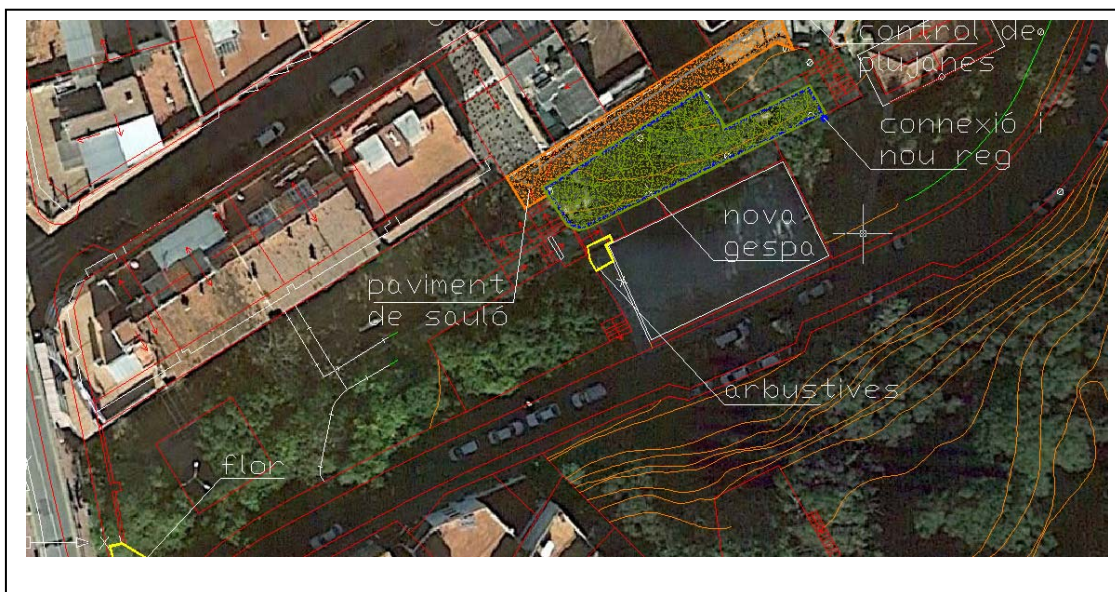 control de
plujanes
connexió i
nou reg
nova
gespa
paviment
de sauló
arbustives
flor
X